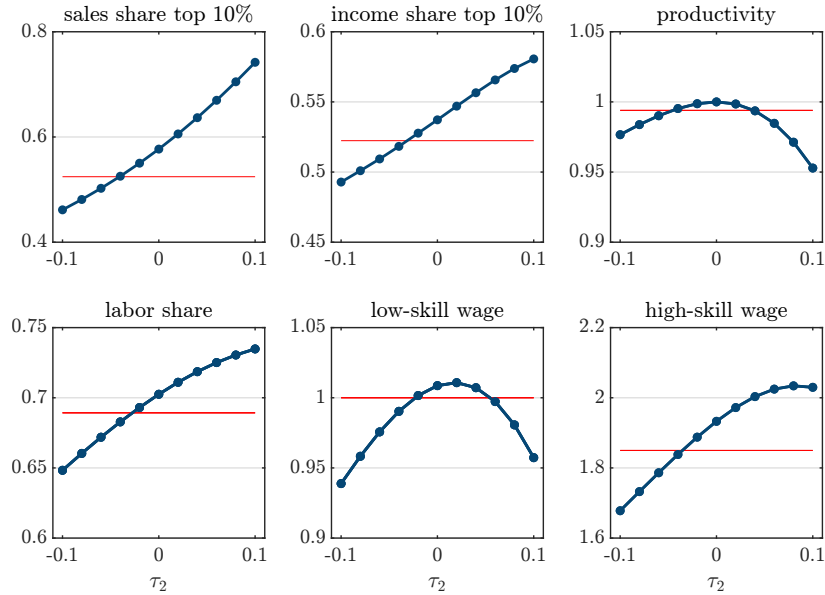 sales share top 10%
0.8
0.6
0.4
-0.1 0 0.1
income share top 10%
0.6
0.55
0.5
0.45
-0.1 0 0.1
productivity
1.05
1
0.95
0.9
-0.1 0 0.1
labor share
0.75
0.7
0.65
0.6
-0.1 0 0.1
τ2
low-skill wage
1.05
1
0.95
0.9
-0.1 0 0.1
τ2
high-skill wage
2.2
2
1.8
1.6
-0.1 0 0.1
τ2